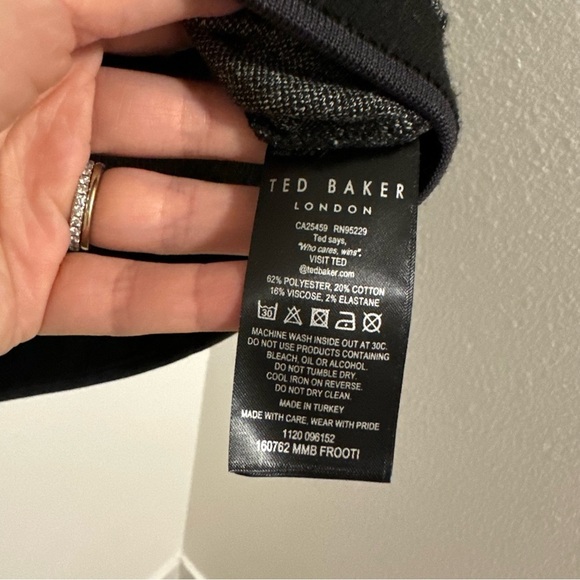 TED BAKER
LONDON
CA25459 RN95229
Ted says,
"Who cares, wins".
VISIT TED
@tedbaker.com
62% POLYESTER, 20% COTTON
16% VISCOSE, 2% ELASTANE
30
MACHINE WASH INSIDE OUT AT 30C.
DO NOT USE PRODUCTS CONTAINING
BLEACH, OIL OR ALCOHOL.
DO NOT TUMBLE DRY.
COOL IRON ON REVERSE.
DO NOT DRY CLEAN.
MADE IN TURKEY
MADE WITH CARE, WEAR WITH PRIDE
1120 096152
160762 MMB FROOTI